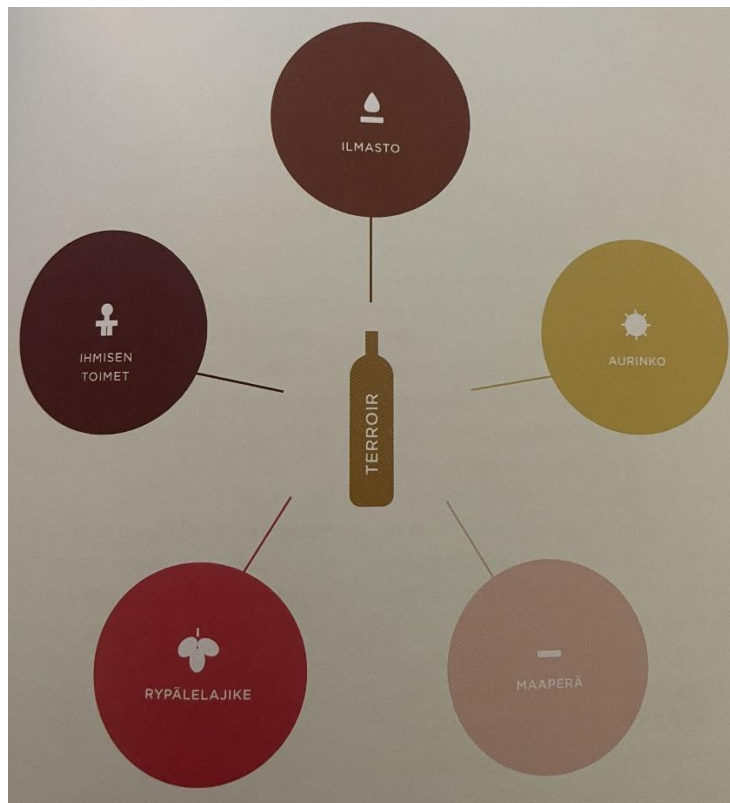 ILMASTO
IHMISEN
TOIMET
AURINKO
TERROIR
RYPÄLELAJIKE
MAAPERÄ